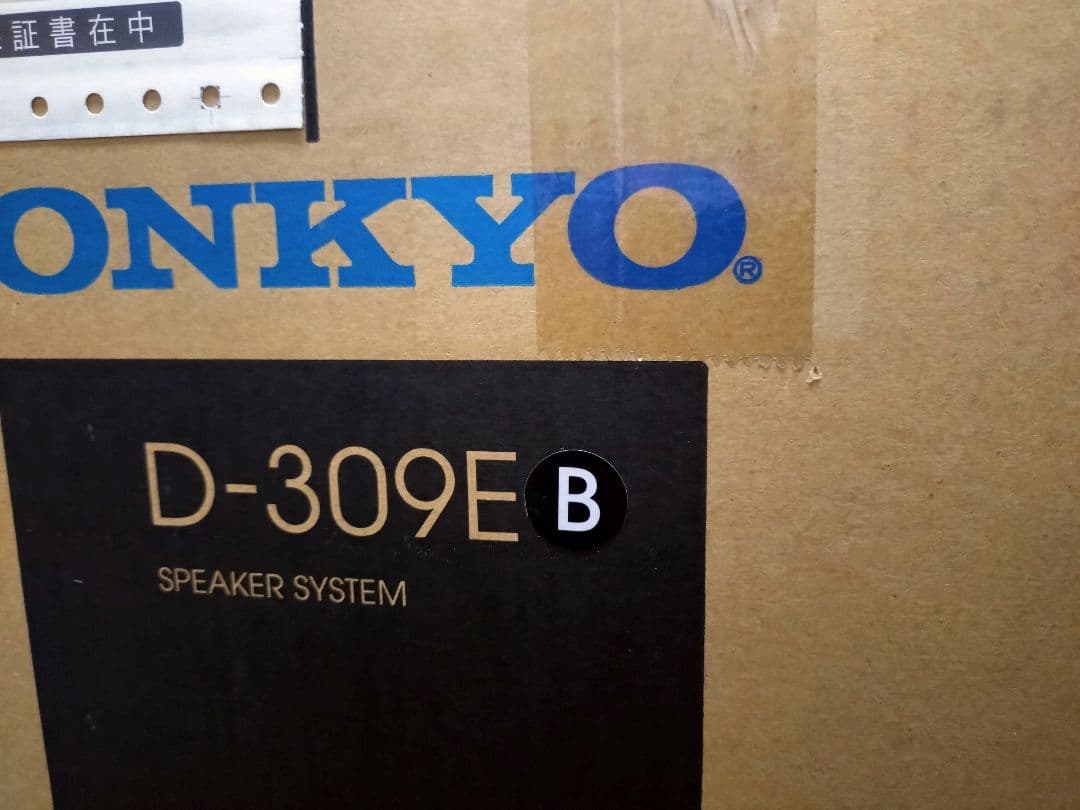 証書在中
ONKYO®
D-309E B
SPEAKER SYSTEM